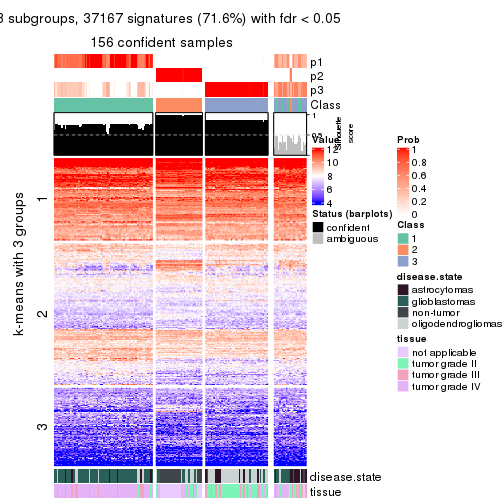 3 subgroups, 37167 signatures (71.6%) with fdr < 0.05
156 confident samples
p1
p2
p3
Class
1
0.5
Silhouette
score
k-means with 3 groups
1
2
3
disease.state
tissue
Value
12
10
8
6
4
Status (barplots)
confident
ambiguous
Prob
1
0.8
0.6
0.4
0.2
0
Class
1
2
3
disease.state
astrocytomas
glioblastomas
non-tumor
oligodendrogliomas
tissue
not applicable
tumor grade II
tumor grade III
tumor grade IV